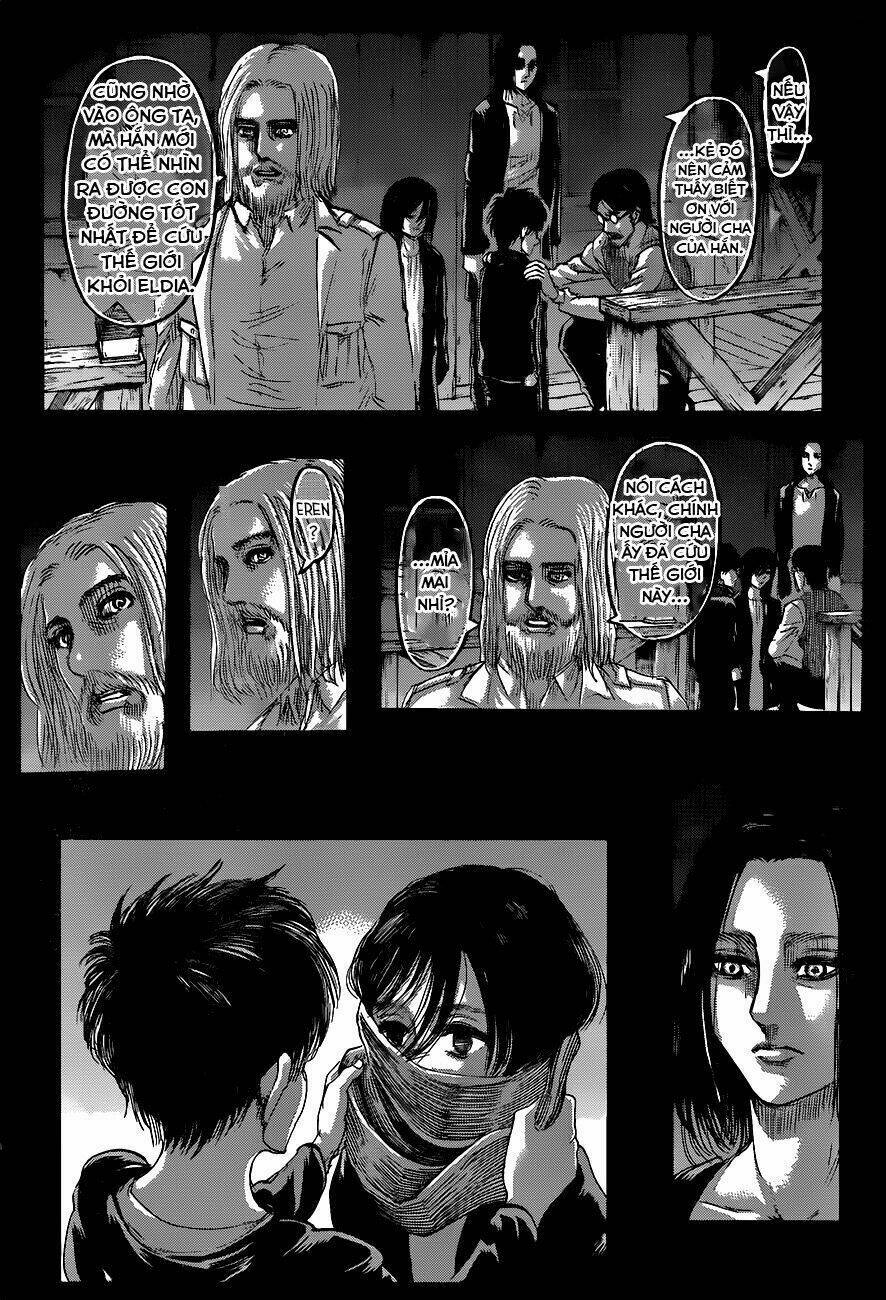 NẾU
VẬY
THÌ...
...KẺ ĐÓ
NÊN CẢM
THẤY BIẾT
ƠN VỚI
NGƯỜI CHA
CỦA HẮN.
CŨNG NHỜ
VÀO ÔNG TA,
MÀ HẮN MỚI
CÓ THỂ NHÌN
RA ĐƯỢC CON
ĐƯỜNG TỐT
NHẤT ĐỂ CỨU
THẾ GIỚI
KHỎI ELDIA.
NÓI CÁCH
KHÁC, CHÍNH
NGƯỜI CHA
ẤY ĐÃ CỨU
THẾ GIỚI
NÀY...
...MỈA
MAI
NHỈ?
EREN
?